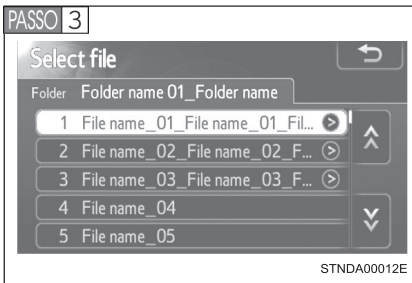 PASSO 3
Select file
Folder Folder name 01_Folder name
1 File name_01_File name_01_Fil...
2 File name_02_File name_02_F...
3 File name_03_File name_03_F...
4 File name_04
5 File name_05
STNDA00012E